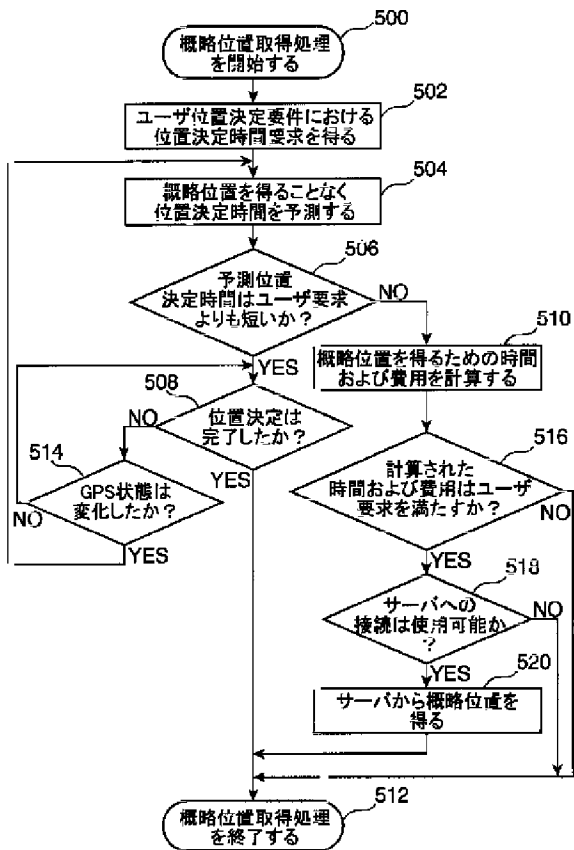 500
概略位置取得処理
を開始する
502
ユーザ位置決定要件における
位置決定時間要求を得る
504
概略位置を得ることなく
位置決定時間を予測する
506
予測位置
決定時間はユーザ要求
よりも短いか？
NO
YES
510
概略位置を得るための時間
および費用を計算する
508
位置決定は
完了したか？
NO
YES
514
GPS状態は
変化したか？
NO
YES
516
計算された
時間および費用はユーザ
要求を満たすか？
NO
YES
518
サーバへの
接続は使用可能か
？
NO
YES
520
サーバから概略位置を
得る
512
概略位置取得処理
を終了する